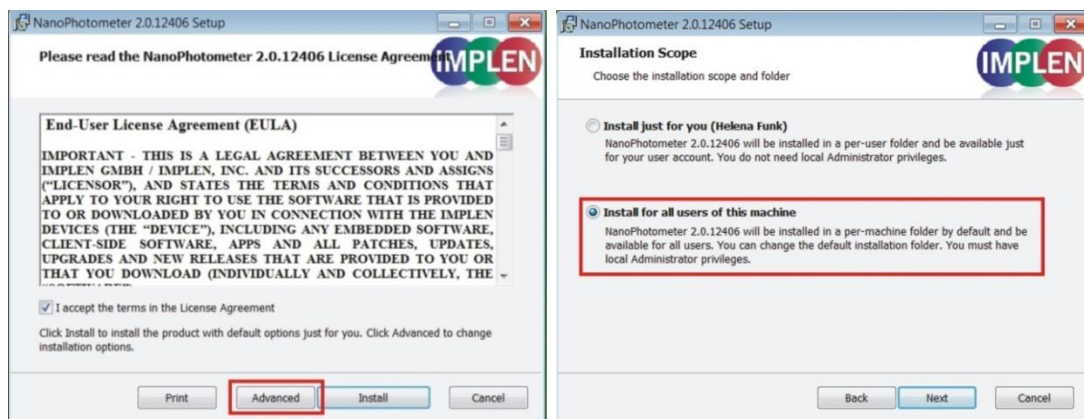 NanoPhotometer 2.0.12406 Setup
Please read the NanoPhotometer 2.0.12406 License Agreem
IMPLEN
End-User License Agreement (EULA)
IMPORTANT - THIS IS A LEGAL AGREEMENT BETWEEN YOU AND
IMPLEN GMBH / IMPLEN, INC. AND ITS SUCCESSORS AND ASSIGNS
("LICENSOR"), AND STATES THE TERMS AND CONDITIONS THAT
APPLY TO YOUR RIGHT TO USE THE SOFTWARE THAT IS PROVIDED
TO OR DOWNLOADED BY YOU IN CONNECTION WITH THE IMPLEN
DEVICES (THE "DEVICE"), INCLUDING ANY EMBEDDED SOFTWARE,
CLIENT-SIDE SOFTWARE, APPS AND ALL PATCHES, UPDATES,
UPGRADES AND NEW RELEASES THAT ARE PROVIDED TO YOU OR
THAT YOU DOWNLOAD (INDIVIDUALLY AND COLLECTIVELY, THE
I accept the terms in the License Agreement
Click Install to install the product with default options just for you. Click Advanced to change
installation options.
Print
Advanced
Install
Cancel
NanoPhotometer 2.0.12406 Setup
Installation Scope
Choose the installation scope and folder
IMPLEN
Install just for you (Helena Funk)
NanoPhotometer 2.0.12406 will be installed in a per-user folder and be available just
for your user account. You do not need local Administrator privileges.
Install for all users of this machine
NanoPhotometer 2.0.12406 will be installed in a per-machine folder by default and be
available for all users. You can change the default installation folder. You must have
local Administrator privileges.
Back
Next
Cancel